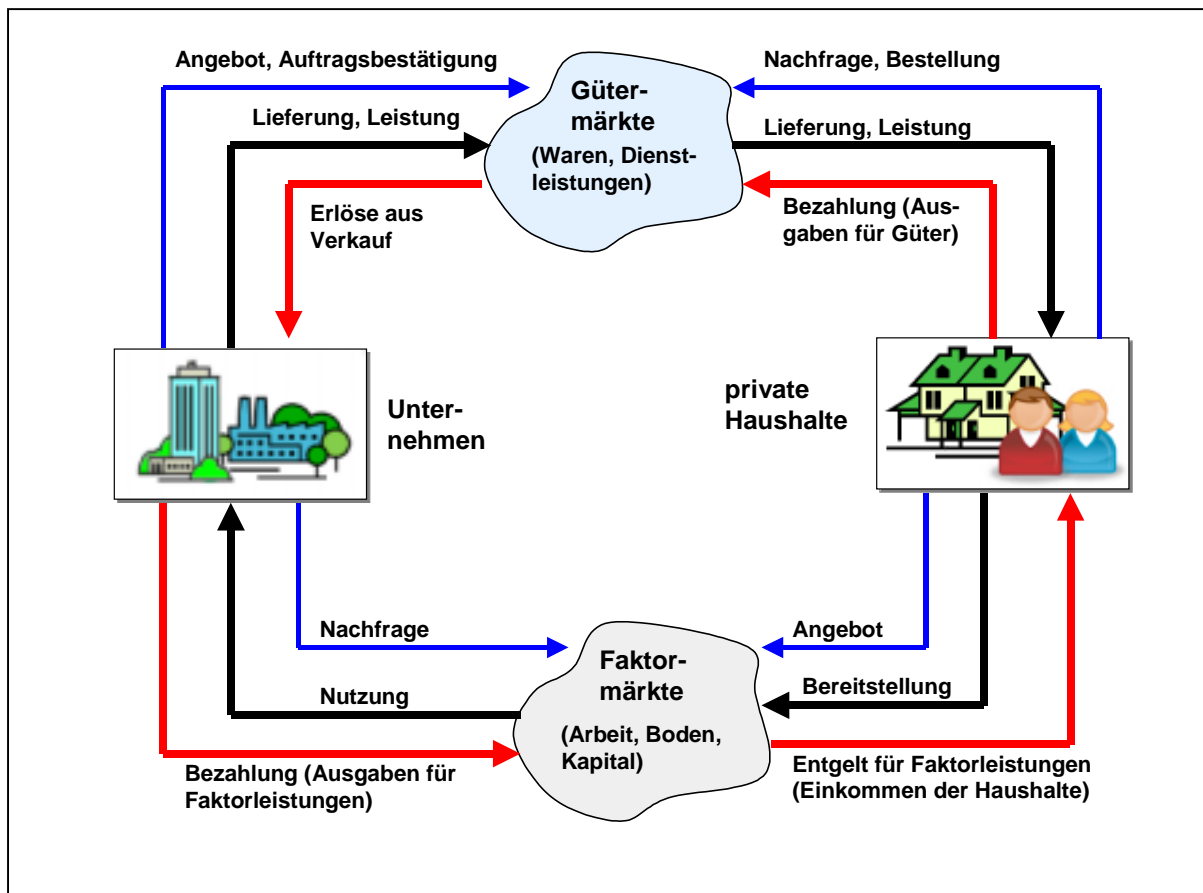 Angebot, Auftragsbestätigung
Nachfrage, Bestellung
Güter-
märkte
(Waren, Dienst-
leistungen)
Lieferung, Leistung
Lieferung, Leistung
Erlöse aus
Verkauf
Bezahlung (Aus-
gaben für Güter)
Unter-
nehmen
private
Haushalte
Nachfrage
Angebot
Faktor-
märkte
(Arbeit, Boden,
Kapital)
Nutzung
Bereitstellung
Bezahlung (Ausgaben für
Faktorleistungen)
Entgelt für Faktorleistungen
(Einkommen der Haushalte)